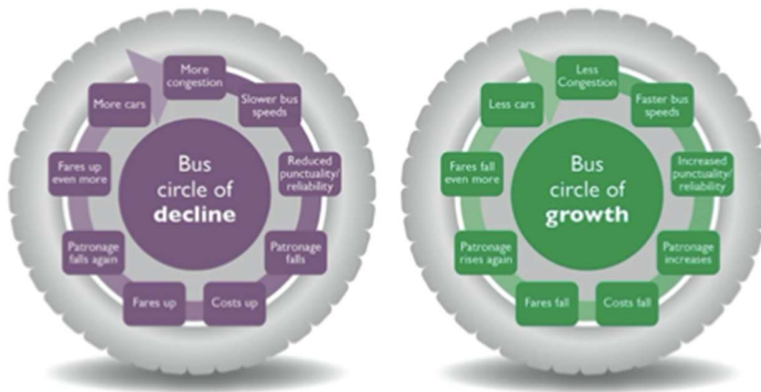 Bus
circle of
decline
More
congestion
Slower bus
speeds
Reduced
punctuality/
reliability
Patronage
falls
Costs up
Fares up
Patronage
falls again
Fares up
even more
More cars
Bus
circle of
growth
Less
Congestion
Faster bus
speeds
Increased
punctuality/
reliability
Patronage
increases
Costs fall
Fares fall
Patronage
rises again
Fares fall
even more
Less cars